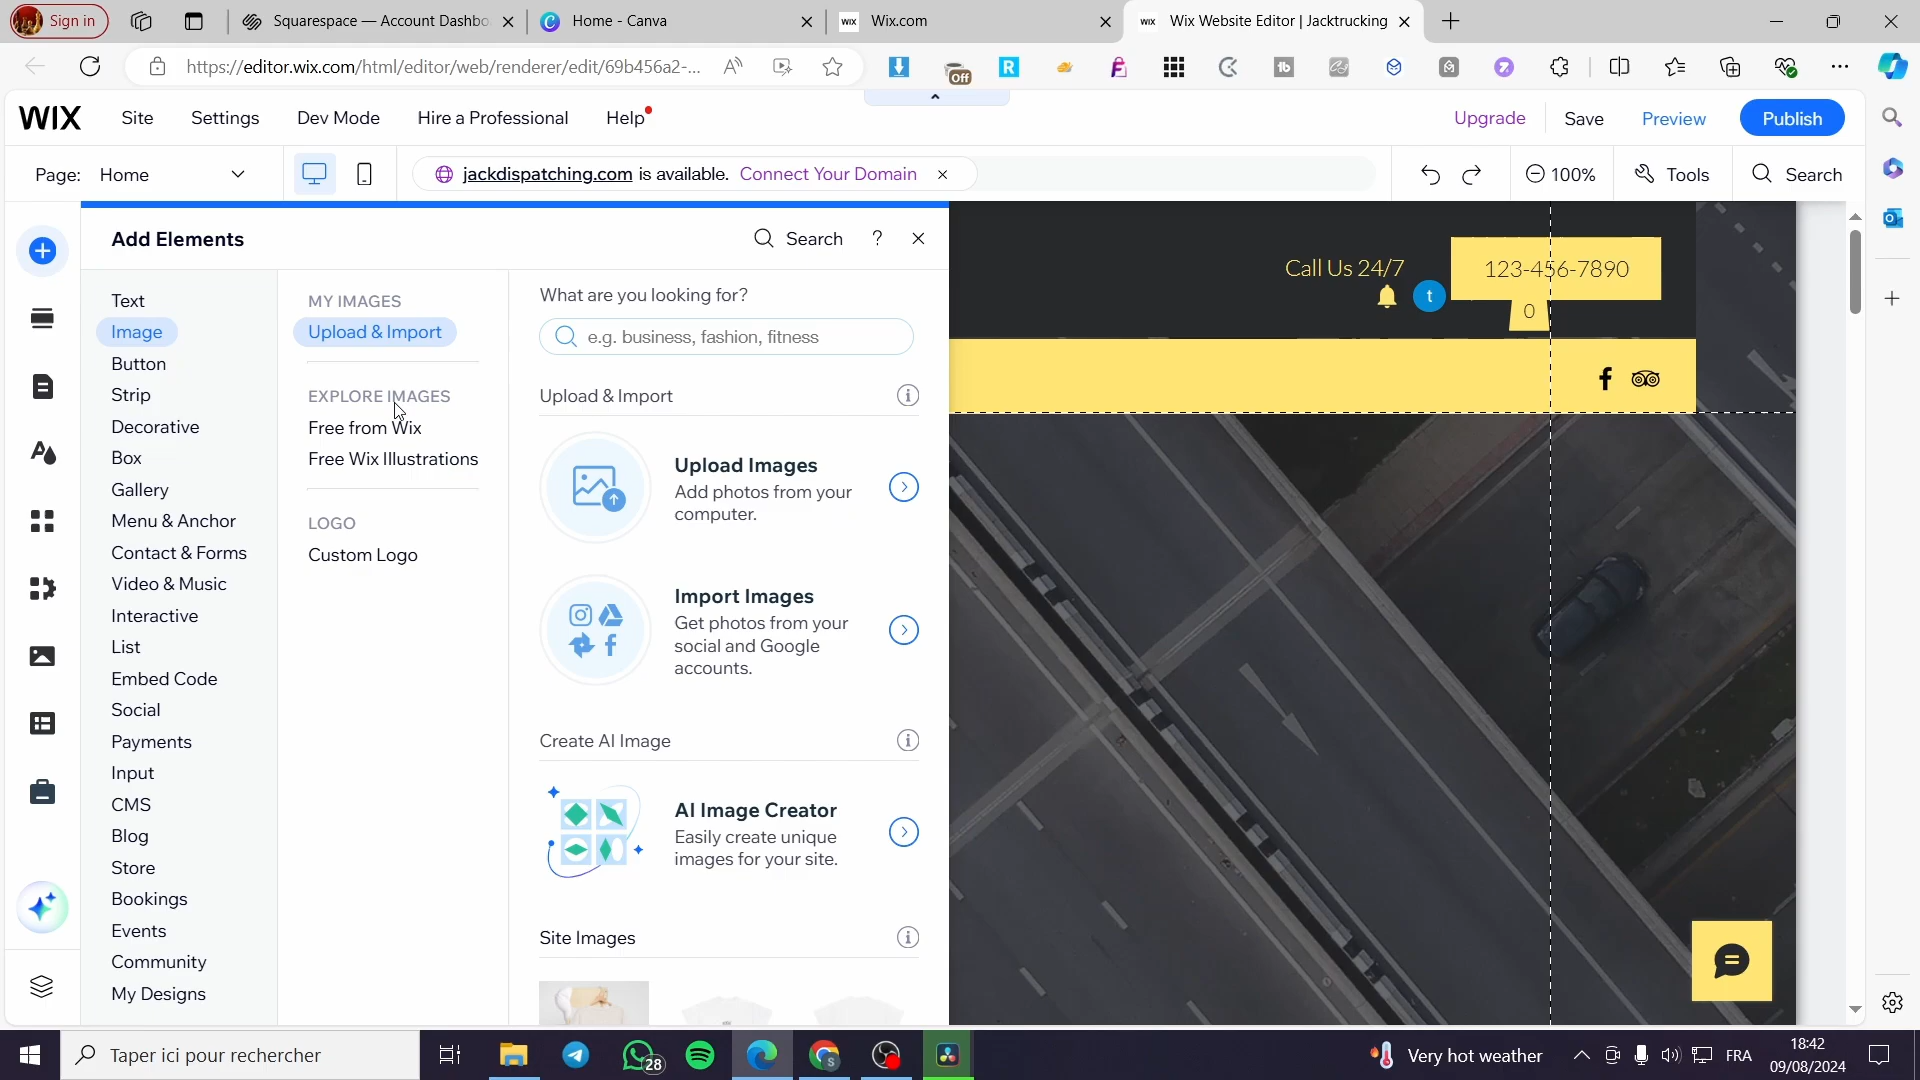 Sign in
Squarespace — Account Dashbo
Home - Canva
WIX
Wix.com
WIX
Wix Website Editor | Jacktrucking
https://editor.wix.com/html/editor/web/renderer/edit/69b456a2-...
Off
WIX
Site
Settings
Dev Mode
Hire a Professional
Help
Upgrade
Save
Preview
Publish
Page: Home
jackdispatching.com is available. Connect Your Domain
100%
Tools
Search
Add Elements
Search
?
Text
Image
Button
Strip
Decorative
Box
Gallery
Menu & Anchor
Contact & Forms
Video & Music
Interactive
List
Embed Code
Social
Payments
Input
CMS
Blog
Store
Bookings
Events
Community
My Designs
MY IMAGES
Upload & Import
EXPLORE IMAGES
Free from Wix
Free Wix Illustrations
LOGO
Custom Logo
What are you looking for?
e.g. business, fashion, fitness
Upload & Import
Upload Images
Add photos from your
computer.
Import Images
Get photos from your
social and Google
accounts.
Create AI Image
AI Image Creator
Easily create unique
images for your site.
Site Images
Call Us 24/7
123-456-7890
t
0
Taper ici pour rechercher
28
S
Very hot weather
FRA
18:42
09/08/2024